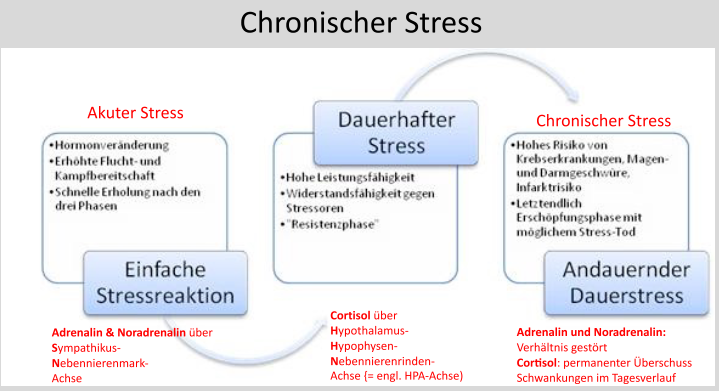 Chronischer Stress
Akuter Stress
•Hormonveränderung
•Erhöhte Flucht- und
Kampfbereitschaft
•Schnelle Erholung nach den
drei Phasen
Einfache
Stressreaktion
Adrenalin & Noradrenalin über
Sympathikus-
Nebennierenmark-
Achse
Dauerhafter
Stress
•Hohe Leistungsfähigkeit
•Widerstandsfähigkeit gegen
Stressoren
•"Resistenzphase"
Cortisol über
Hypothalamus-
Hypophysen-
Nebennierenrinden-
Achse (= engl. HPA-Achse)
Chronischer Stress
•Hohes Risiko von
Krebserkrankungen, Magen-
und Darmgeschwüre,
Infarktrisiko
•Letztendlich
Erschöpfungsphase mit
möglichem Stress-Tod
Andauernder
Dauerstress
Adrenalin und Noradrenalin:
Verhältnis gestört
Cortisol: permanenter Überschuss
Schwankungen im Tagesverlauf